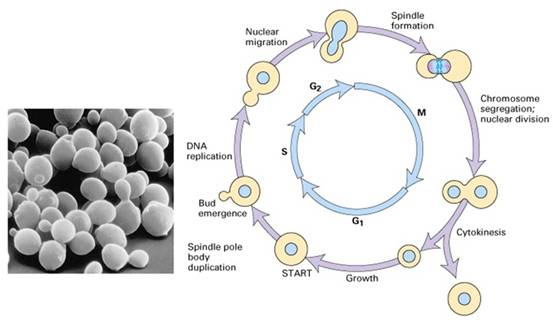 Spindle
formation
Nuclear
migration
G2
M
Chromosome
segregation;
nuclear division
DNA
replication
S
Bud
emergence
G1
Cytokinesis
Spindle pole
body
duplication
START
Growth